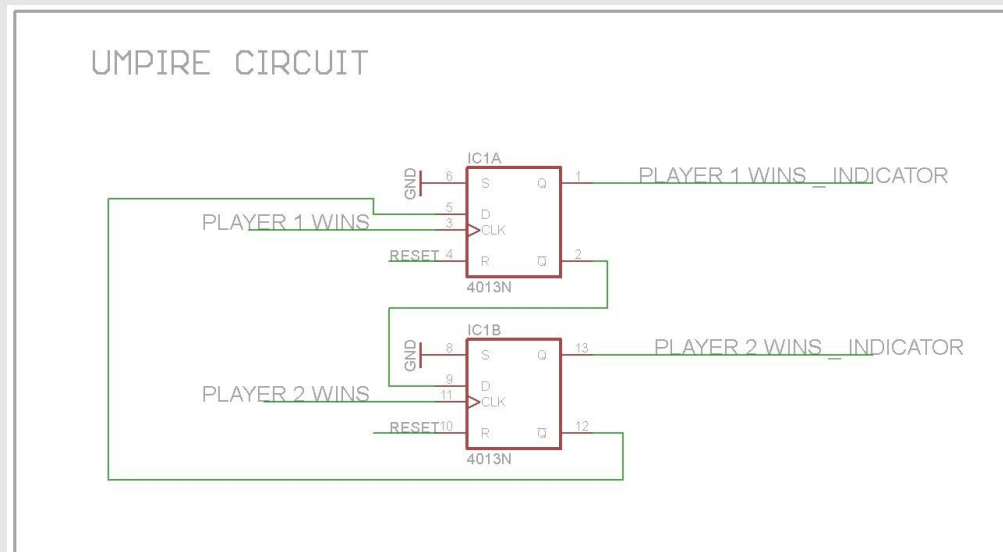 UMPIRE CIRCUIT
IC1A
GND 6 S Q 1 PLAYER 1 WINS _ INDICATOR
5 D
PLAYER 1 WINS 3 CLK
RESET 4 R Q 2
4013N
IC1B
GND 8 S Q 13 PLAYER 2 WINS _ INDICATOR
9 D
PLAYER 2 WINS 11 CLK
RESET 10 R Q 12
4013N